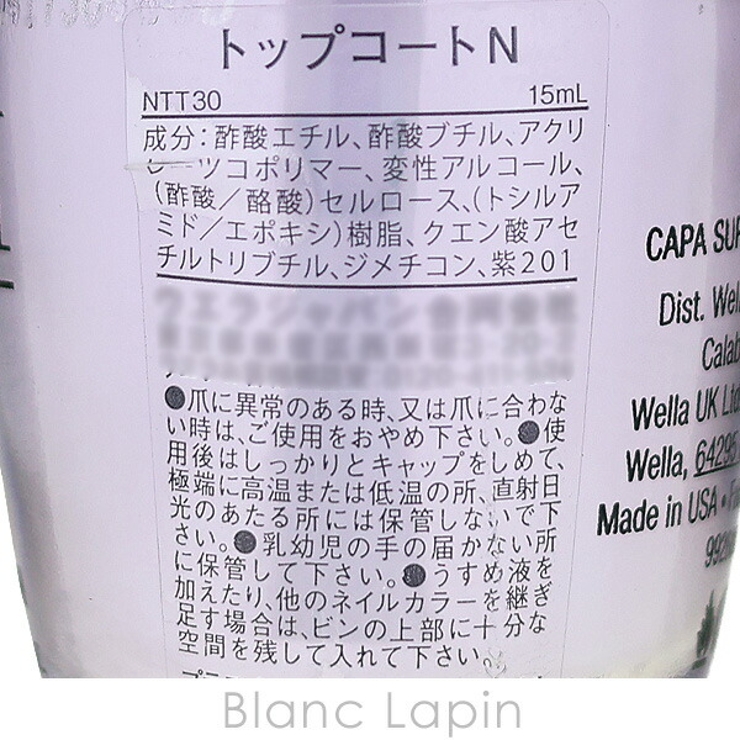 トップコートN
NTT30 15mL
成分：酢酸エチル、酢酸ブチル、アクリ
レーツコポリマー、変性アルコール、
(酢酸／酪酸)セルロース、(トシルア
ミド／エポキシ)樹脂、クエン酸アセ
チルトリブチル、ジメチコン、紫201
●爪に異常のある時、又は爪に合わな
い時は、ご使用をおやめ下さい。●使
用後はしっかりとキャップをしめて、
極端に高温または低温の所、直射日
光のあたる所には保管しないで下
さい。●乳幼児の手の届かない所
に保管して下さい。●うすめ液を
加えたり、他のネイルカラーを継ぎ
足す場合は、ビンの上部に十分な
空間を残して入れて下さい。
CAPA SUP
Dist. Wel
Calab
Wella UK Ltd
Wella, 64295
Made in USA •
Blanc Lapin